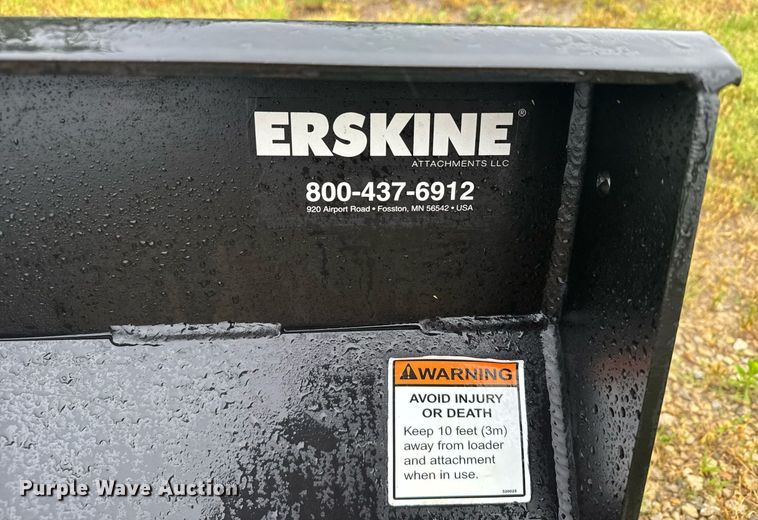 ERSKINE®
ATTACHMENTS LLC
800-437-6912
920 Airport Road • Fosston, MN 56542 • USA
WARNING
AVOID INJURY
OR DEATH
Keep 10 feet (3m)
away from loader
and attachment
when in use.
Purple Wave Auction